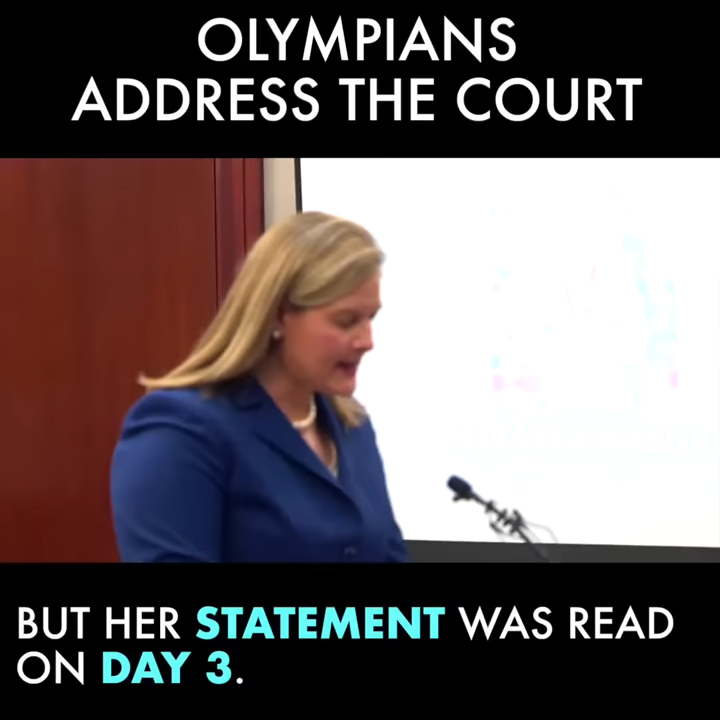 OLYMPIANS
ADDRESS THE COURT
BUT HER STATEMENT WAS READ
ON DAY 3.